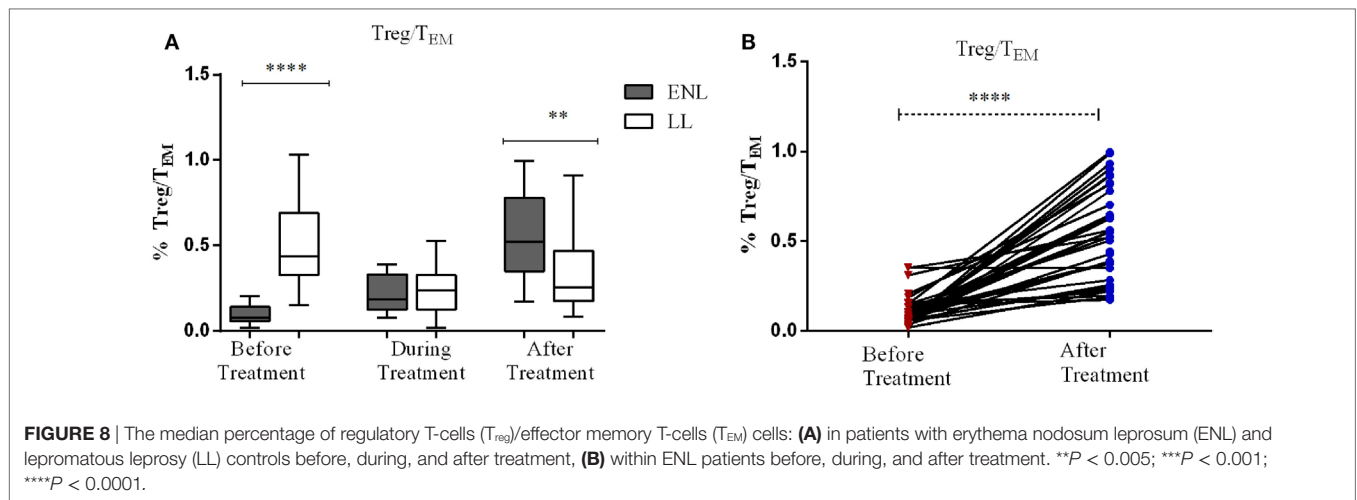 A
Treg/TEM
****
**
ENL
LL
% Treg/TEM
1.5
1.0
0.5
0.0
Before Treatment
During Treatment
After Treatment
B
Treg/TEM
****
% Treg/TEM
1.5
1.0
0.5
0.0
Before Treatment
After Treatment
FIGURE 8 | The median percentage of regulatory T-cells (Treg)/effector memory T-cells (TEM) cells: (A) in patients with erythema nodosum leprosum (ENL) and
lepromatous leprosy (LL) controls before, during, and after treatment, (B) within ENL patients before, during, and after treatment. **P < 0.005; ***P < 0.001;
****P < 0.0001.